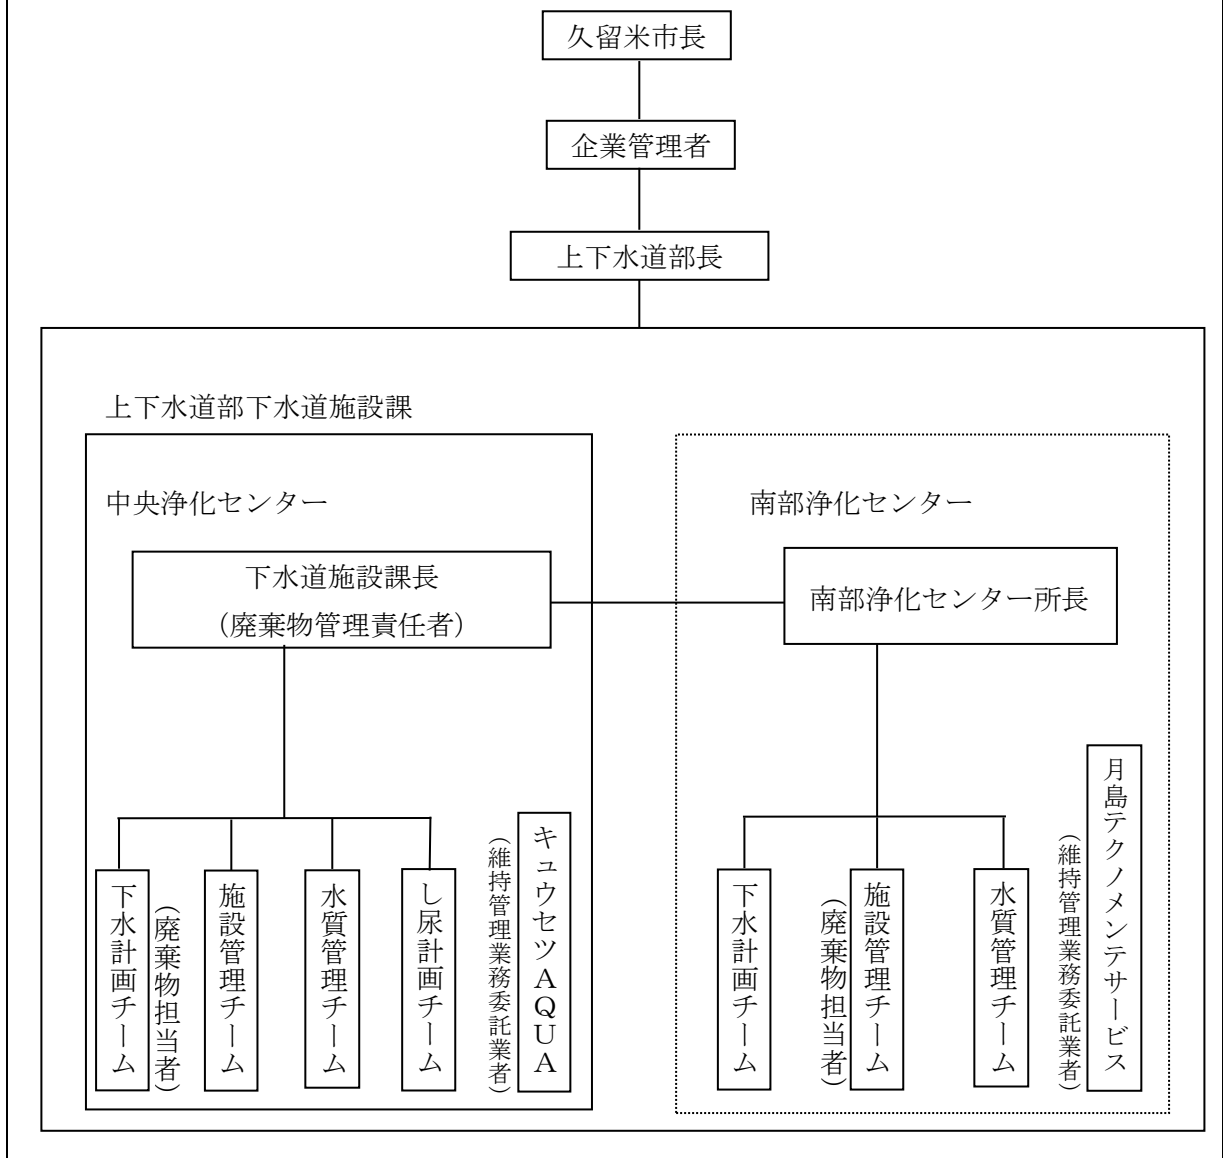 久留米市長
企業管理者
上下水道部長
上下水道部下水道施設課
中央浄化センター
下水道施設課長
（廃棄物管理責任者）
下水計画チーム
（廃棄物担当者）
施設管理チーム
水質管理チーム
し尿計画チーム
（維持管理業務委託業者）
キュウセツＡＱＵＡ
南部浄化センター
南部浄化センター所長
下水計画チーム
（廃棄物担当者）
施設管理チーム
水質管理チーム
（維持管理業務委託業者）
月島テクノメンテサービス